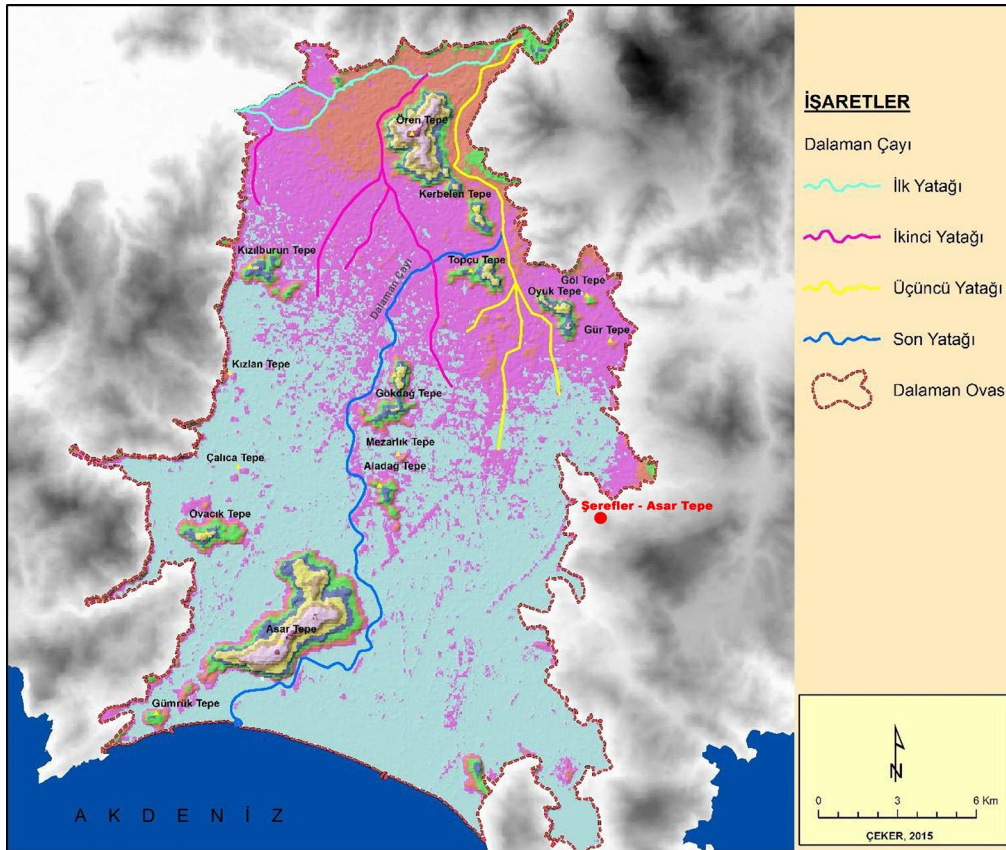 Ören Tepe
Kerbelen Tepe
Kızılburun Tepe
Topçu Tepe
Göl Tepe
Oyuk Tepe
Gür Tepe
Dalaman Çayı
Kızlan Tepe
Gökdağ Tepe
Mezarlık Tepe
Çalıca Tepe
Aladağ Tepe
Ovacık Tepe
Şerefler - Asar Tepe
Asar Tepe
Gümrük Tepe
AKDENİZ
İŞARETLER
Dalaman Çayı
İlk Yatağı
İkinci Yatağı
Üçüncü Yatağı
Son Yatağı
Dalaman Ovas
N
0 3 6 Km
ÇEKER, 2015